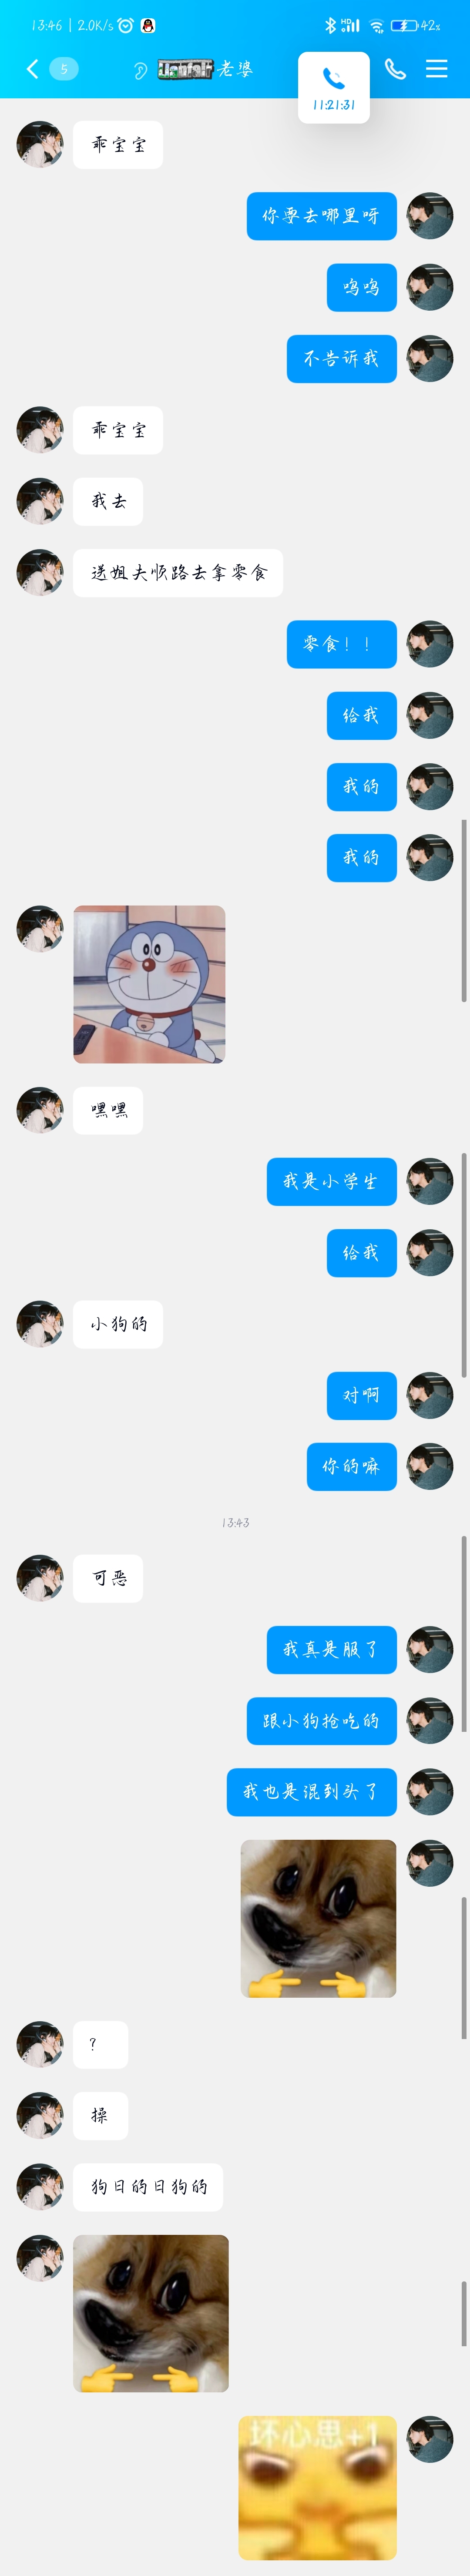 13:46 | 2.0K/s
HD
42%
5
老婆
11:21:31
乖宝宝
你要去哪里呀
呜呜
不告诉我
乖宝宝
我去
送姐夫顺路去拿零食
零食！！
给我
我的
我的
嘿嘿
我是小学生
给我
小狗的
对啊
你的嘛
13:43
可恶
我真是服了
跟小狗抢吃的
我也是混到头了
？
操
狗日的日狗的
坏心思+1